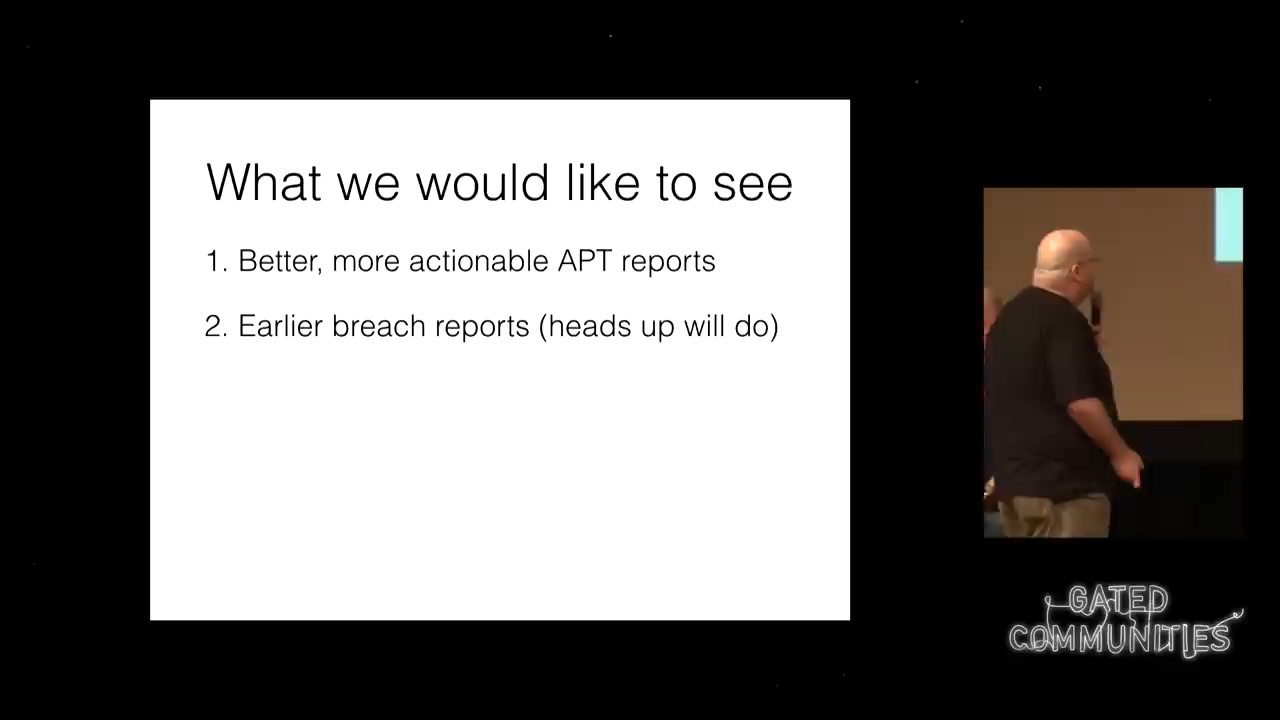 What we would like to see
1. Better, more actionable APT reports
2. Earlier breach reports (heads up will do)
GATED
COMMUNITIES